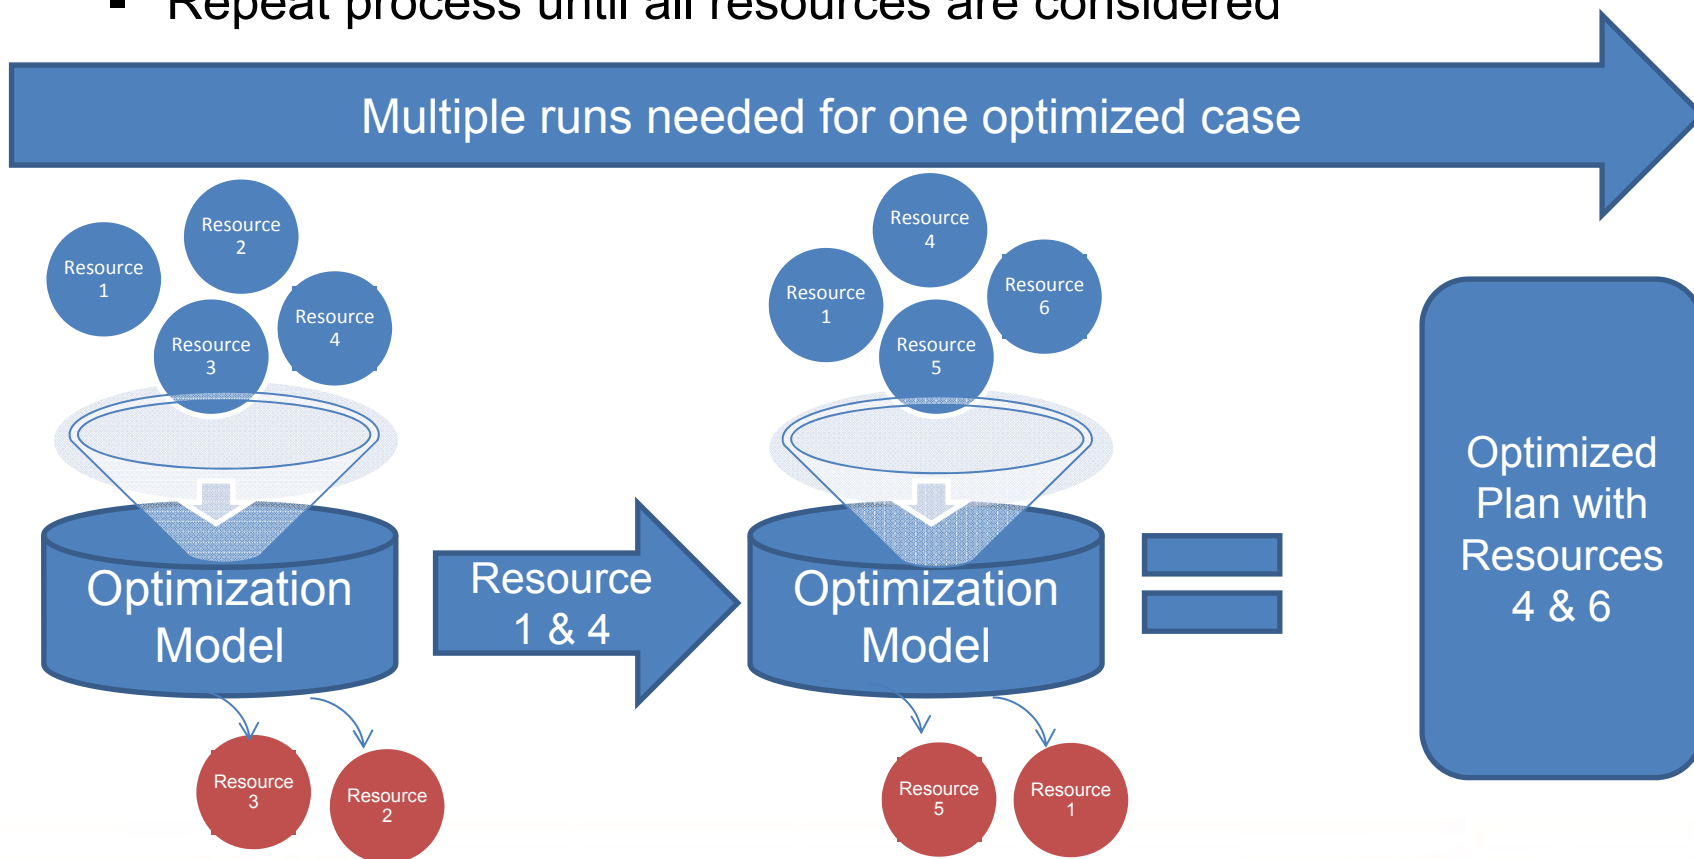 ▪ Repeat process until all resources are considered
Multiple runs needed for one optimized case
Resource
1
Resource
2
Resource
3
Resource
4
Optimization
Model
Resource
3
Resource
2
Resource
1 & 4
Resource
1
Resource
4
Resource
5
Resource
6
Optimization
Model
Resource
5
Resource
1
Optimized
Plan with
Resources
4 & 6